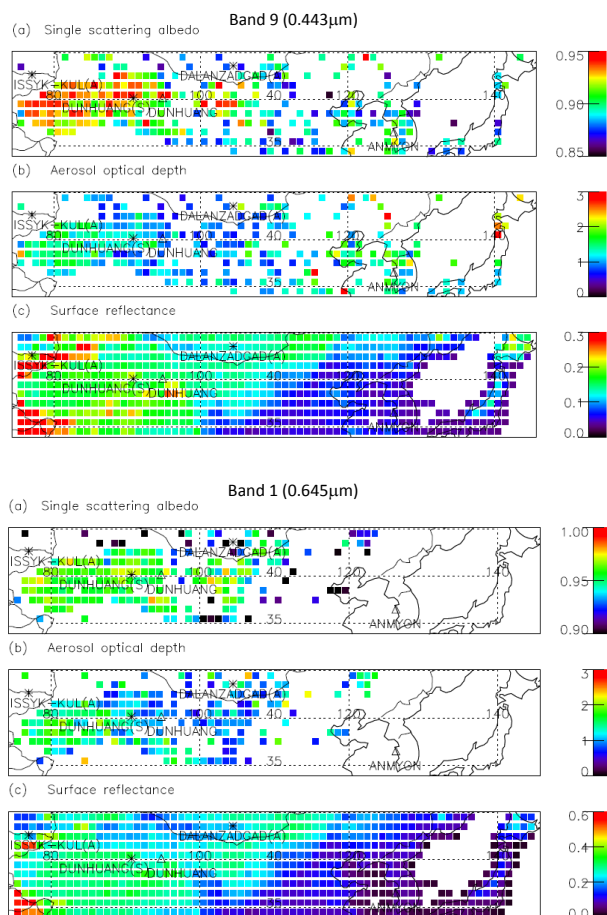 Band 9 (0.443μm)
(a) Single scattering albedo
ISSYK-KUL(A)
DALANZADGAD(A)
80
100
40
120
140
DUNHUANG(S)
DUNHUANG
35
ANMYON
0.95
0.90
0.85
(b) Aerosol optical depth
ISSYK-KUL(A)
DALANZADGAD(A)
80
100
40
120
140
DUNHUANG(S)
DUNHUANG
35
ANMYON
3
2
1
0
(c) Surface reflectance
ISSYK-KUL(A)
DALANZADGAD(A)
80
100
DUNHUANG(S)
DUNHUANG
ANMYON
0.3
0.2
0.1
0.0
Band 1 (0.645μm)
(a) Single scattering albedo
ISSYK-KUL(A)
DALANZADGAD(A)
80
100
40
120
140
DUNHUANG(S)
DUNHUANG
35
ANMYON
1.00
0.95
0.90
(b) Aerosol optical depth
ISSYK-KUL(A)
DALANZADGAD(A)
80
100
40
120
140
DUNHUANG(S)
DUNHUANG
35
ANMYON
3
2
1
0
(c) Surface reflectance
ISSYK-KUL(A)
DALANZADGAD(A)
80
100
DUNHUANG(S)
DUNHUANG
ANMYON
0.6
0.4
0.2
0.0